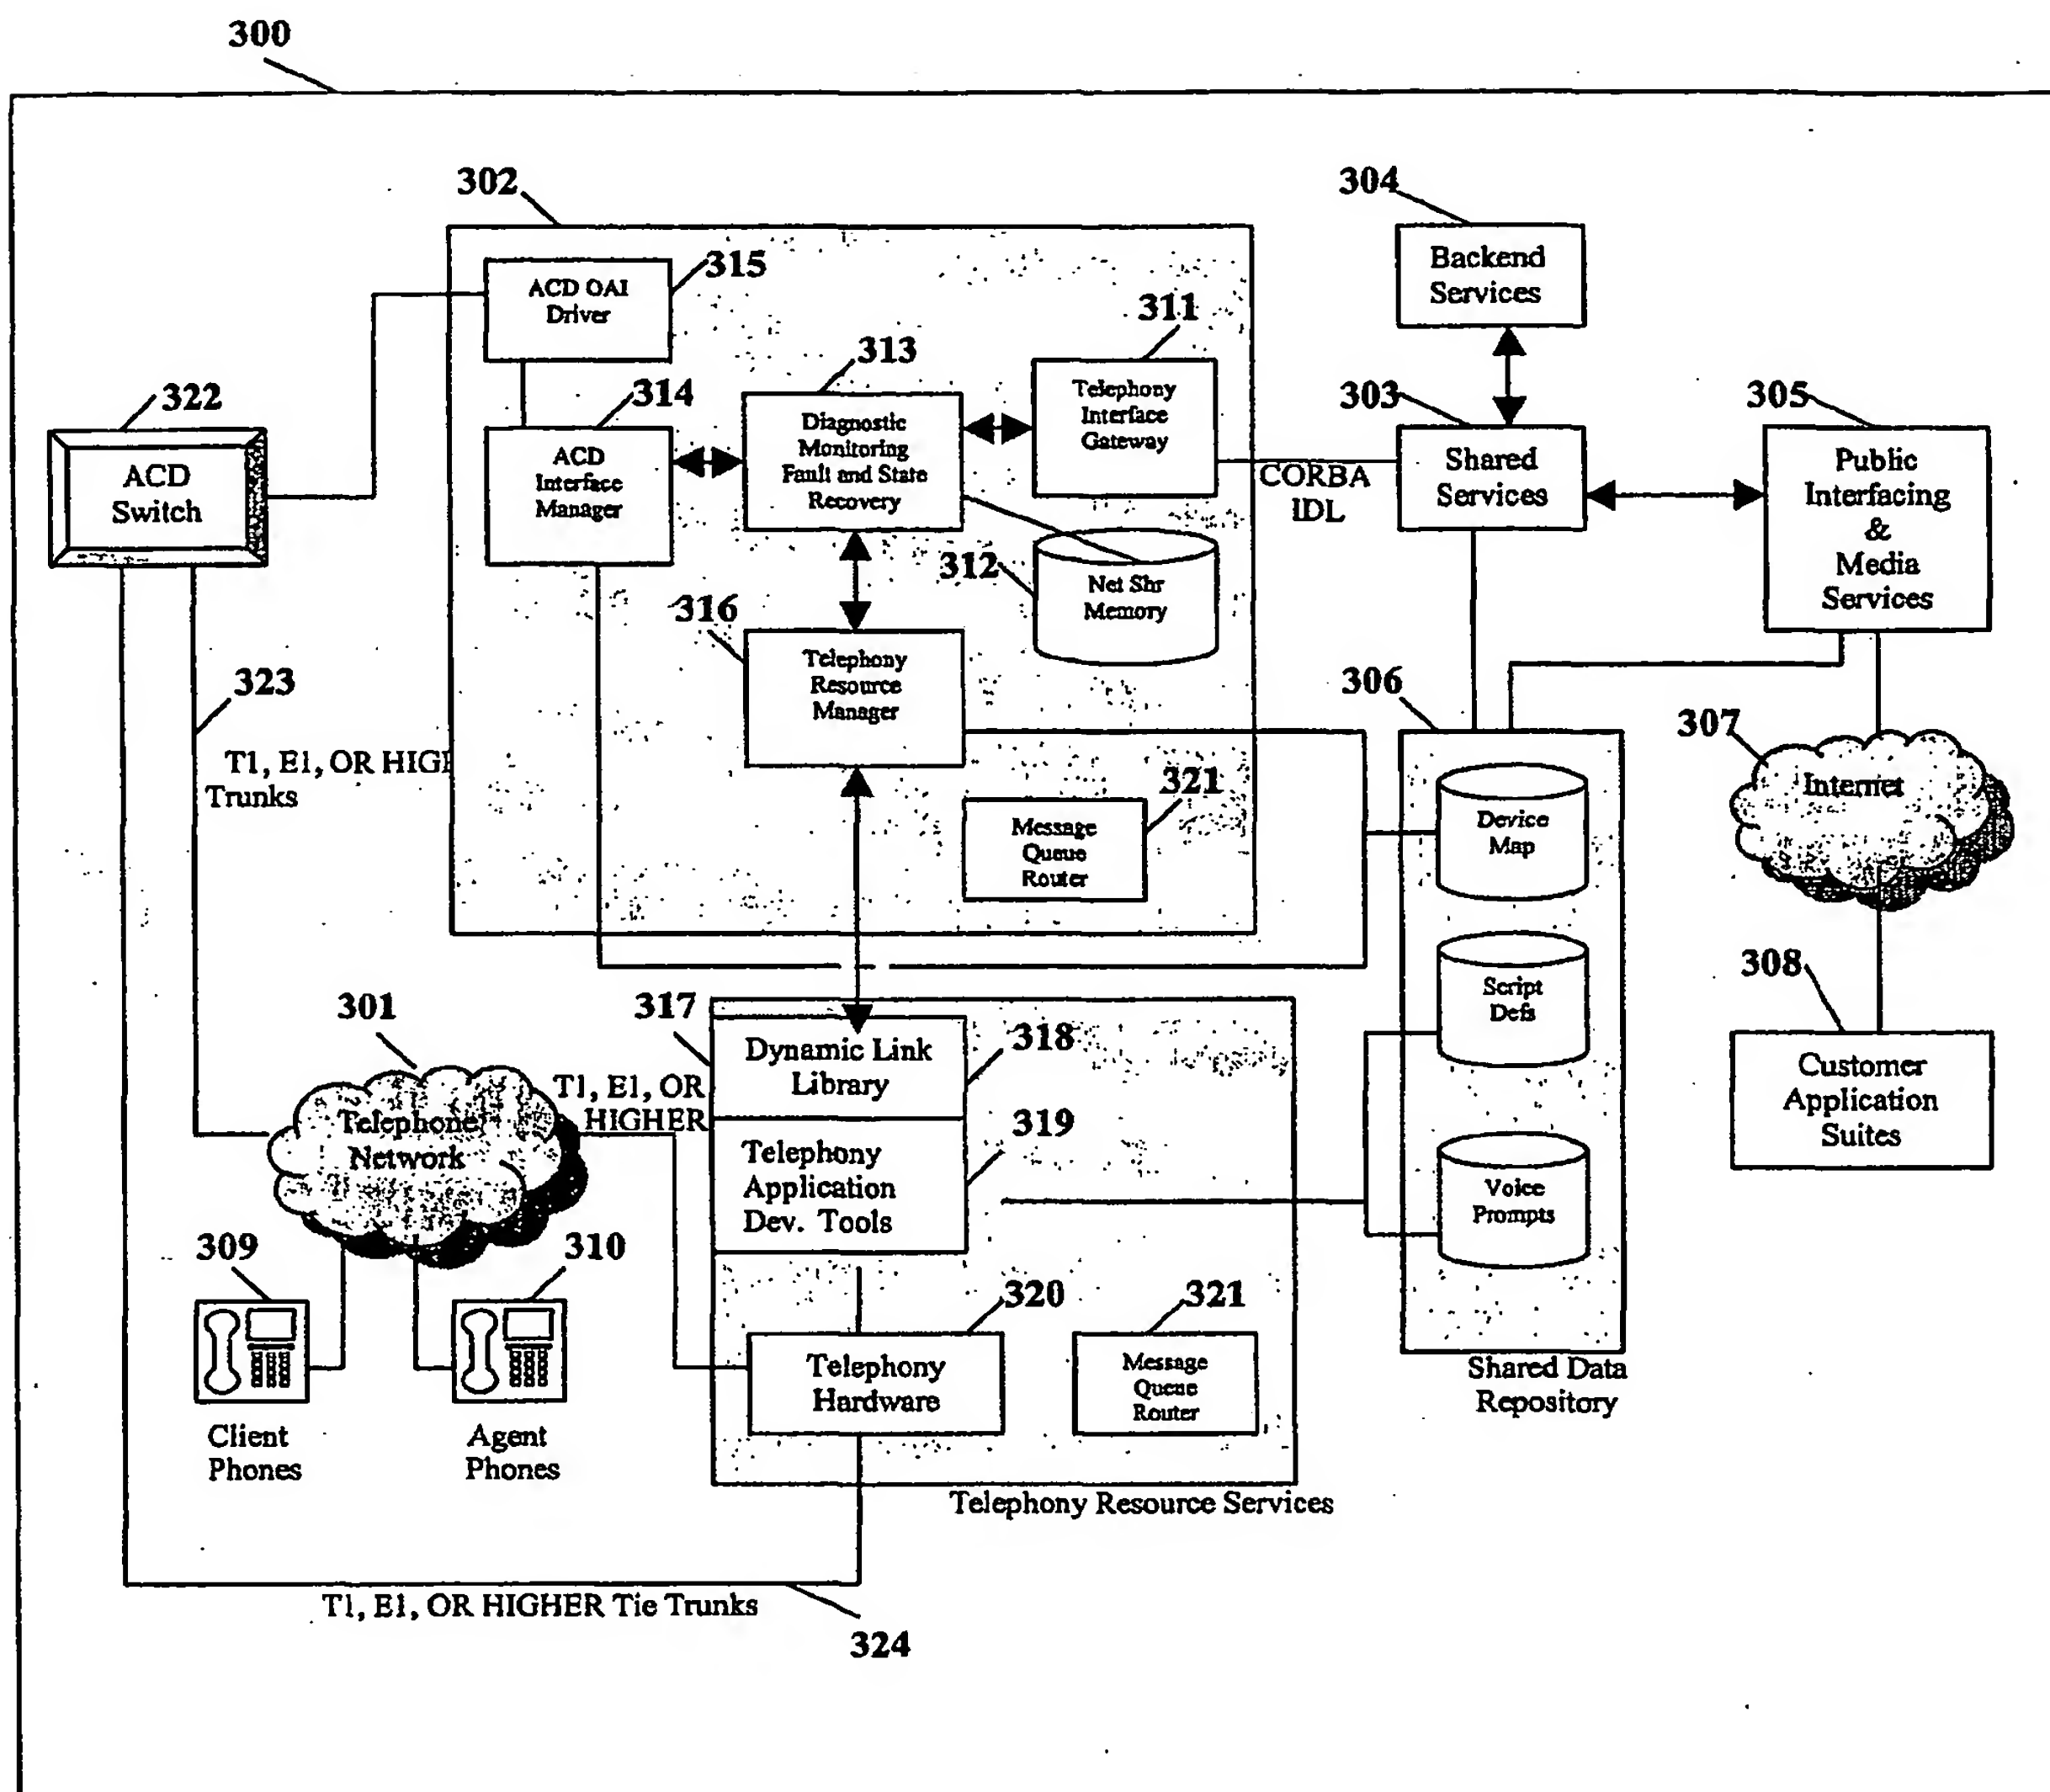 300
302
304
315
ACD OAI
Driver
Backend
Services
311
313
322
314
303
305
Telephony
Interface
Gateway
Diagnostic
Monitoring
Fault and State
Recovery
ACD
Switch
ACD
Interface
Manager
CORBA
IDL
Shared
Services
Public
Interfacing
&
Media
Services
312
Net Shr
Memory
316
Telephony
Resource
Manager
323
306
307
T1, E1, OR HIGH
Trunks
321
Message
Queue
Router
Device
Map
Internet
308
Script
Defs
301
317
318
Dynamic Link
Library
Customer
Application
Suites
T1, E1, OR
HIGHER
Telephone
Network
319
Telephony
Application
Dev. Tools
Voice
Prompts
309
310
320
321
Telephony
Hardware
Message
Queue
Router
Shared Data
Repository
Client
Phones
Agent
Phones
Telephony Resource Services
T1, E1, OR HIGHER Tie Trunks
324